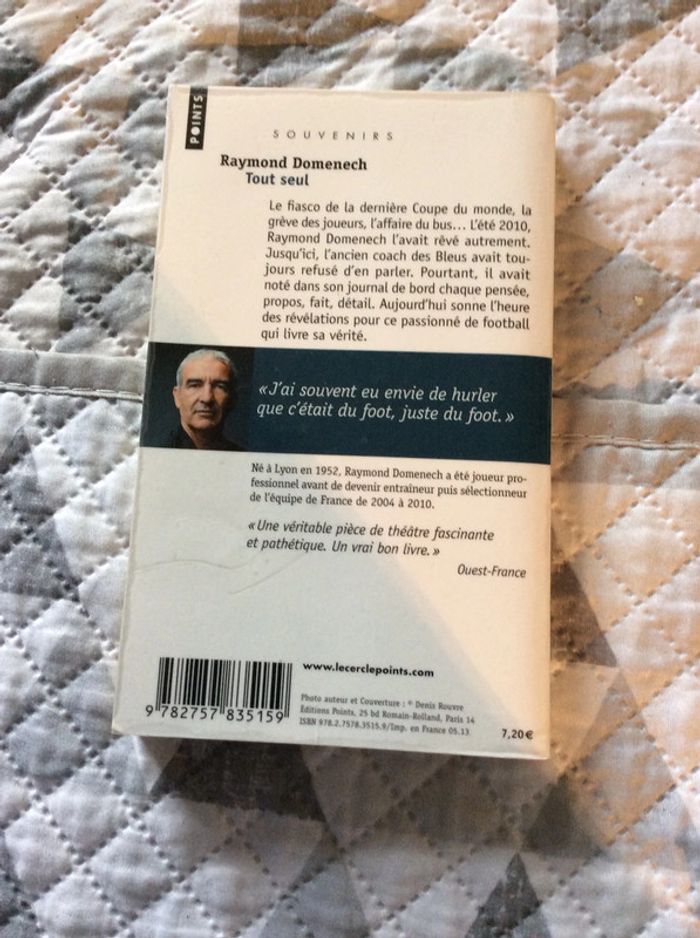 POINTS
SOUVENIRS
Raymond Domenech
Tout seul
Le fiasco de la dernière Coupe du monde, la
grève des joueurs, l'affaire du bus... L'été 2010,
Raymond Domenech l'avait rêvé autrement.
Jusqu'ici, l'ancien coach des Bleus avait tou-
jours refusé d'en parler. Pourtant, il avait
noté dans son journal de bord chaque pensée,
propos, fait, détail. Aujourd'hui sonne l'heure
des révélations pour ce passionné de football
qui livre sa vérité.
« J'ai souvent eu envie de hurler
que c'était du foot, juste du foot. »
Né à Lyon en 1952, Raymond Domenech a été joueur pro-
fessionnel avant de devenir entraîneur puis sélectionneur
de l'équipe de France de 2004 à 2010.
« Une véritable pièce de théâtre fascinante
et pathétique. Un vrai bon livre. »
Ouest-France
www.lecerclepoints.com
Photo auteur et Couverture : © Denis Rouvre
Éditions Points, 25 bd Romain-Rolland, Paris 14
ISBN 978.2.7578.3515.9/Imp. en France 05.13
9 782757 835159
7,20 €